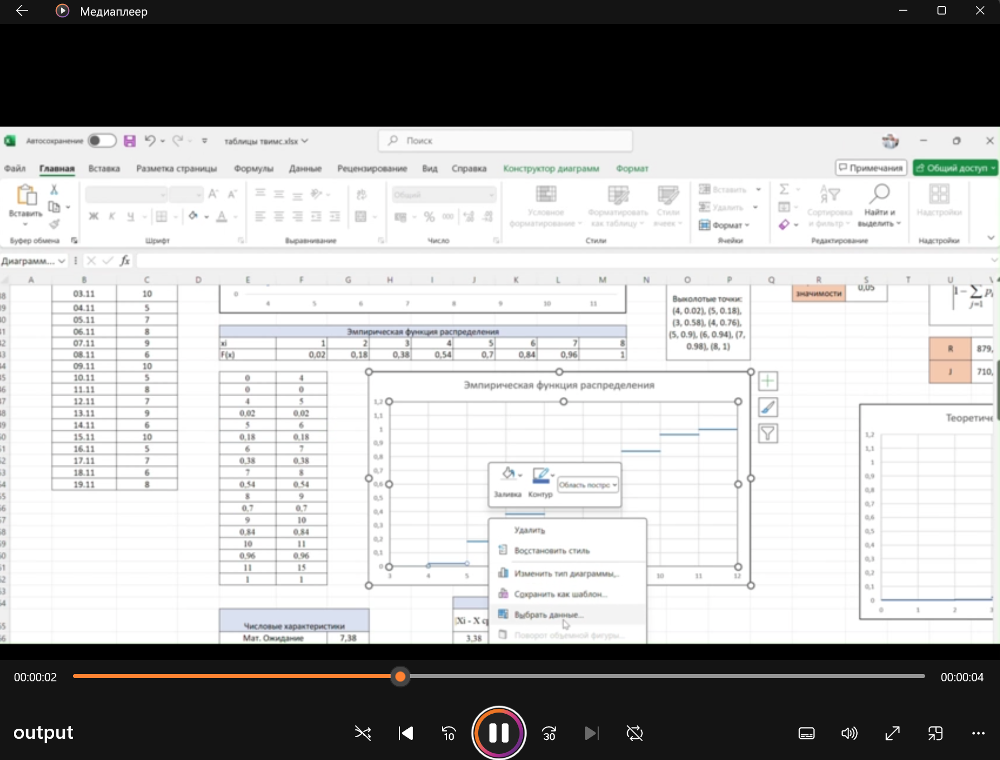 Медиаплеер
Автосохранение
таблицы твимс.xlsx
Поиск
Файл Главная Вставка Разметка страницы Формулы Данные Рецензирование Вид Справка Конструктор диаграмм Формат
Примечания
Общий доступ
Вставить
Буфер обмена
Ж К Ч
Шрифт
Выравнивание
Общий
% 000
Число
Условное форматирование
Форматировать как таблицу
Стили ячеек
Стили
Вставить
Удалить
Формат
Ячейки
Сортировка и фильтр
Найти и выделить
Редактирование
Надстройки
Надстройки
Диаграмм...
fx
A B C D E F G H I J K L M N O P Q R S T U
03.11 10
04.11 5
05.11 7
06.11 8
07.11 9
08.11 6
09.11 10
10.11 5
11.11 8
12.11 7
13.11 9
14.11 6
15.11 10
16.11 5
17.11 7
18.11 6
19.11 8
0
4 5 6 7 8 9 10 11
Эмпирическая функция распределения
xi 1 2 3 4 5 6 7 8
F(x) 0,02 0,18 0,38 0,54 0,7 0,84 0,96 1
Выколотые точки:
(4, 0.02), (5, 0.18),
(3, 0.58), (4, 0.76),
(5, 0.9), (6, 0.94), (7,
0.98), (8, 1)
значимости 0,05
R 879,
J 710,
0 4
0 0
4 5
0,02 0,02
5 6
0,18 0,18
6 7
0,38 0,38
7 8
0,54 0,54
8 9
0,7 0,7
9 10
0,84 0,84
10 11
0,96 0,96
11 15
1 1
Эмпирическая функция распределения
1,2
1,1
1
0,9
0,8
0,7
0,6
0,5
0,4
0,3
0,2
0,1
0
3 4 5 10 11 12
Заливка
Контур
Область постро
Удалить
Восстановить стиль
Изменить тип диаграммы...
Сохранить как шаблон...
Выбрать данные...
Поворот объемной фигуры...
Теоретиче
1,2
1,1
1
0,9
0,8
0,7
0,6
0,5
0,4
0,3
0,2
0,1
0
0 1 2 3
Числовые характеристики
Мат. Ожидание 7,38
Xi - X ср
3,38
00:00:02
00:00:04
output
10
30